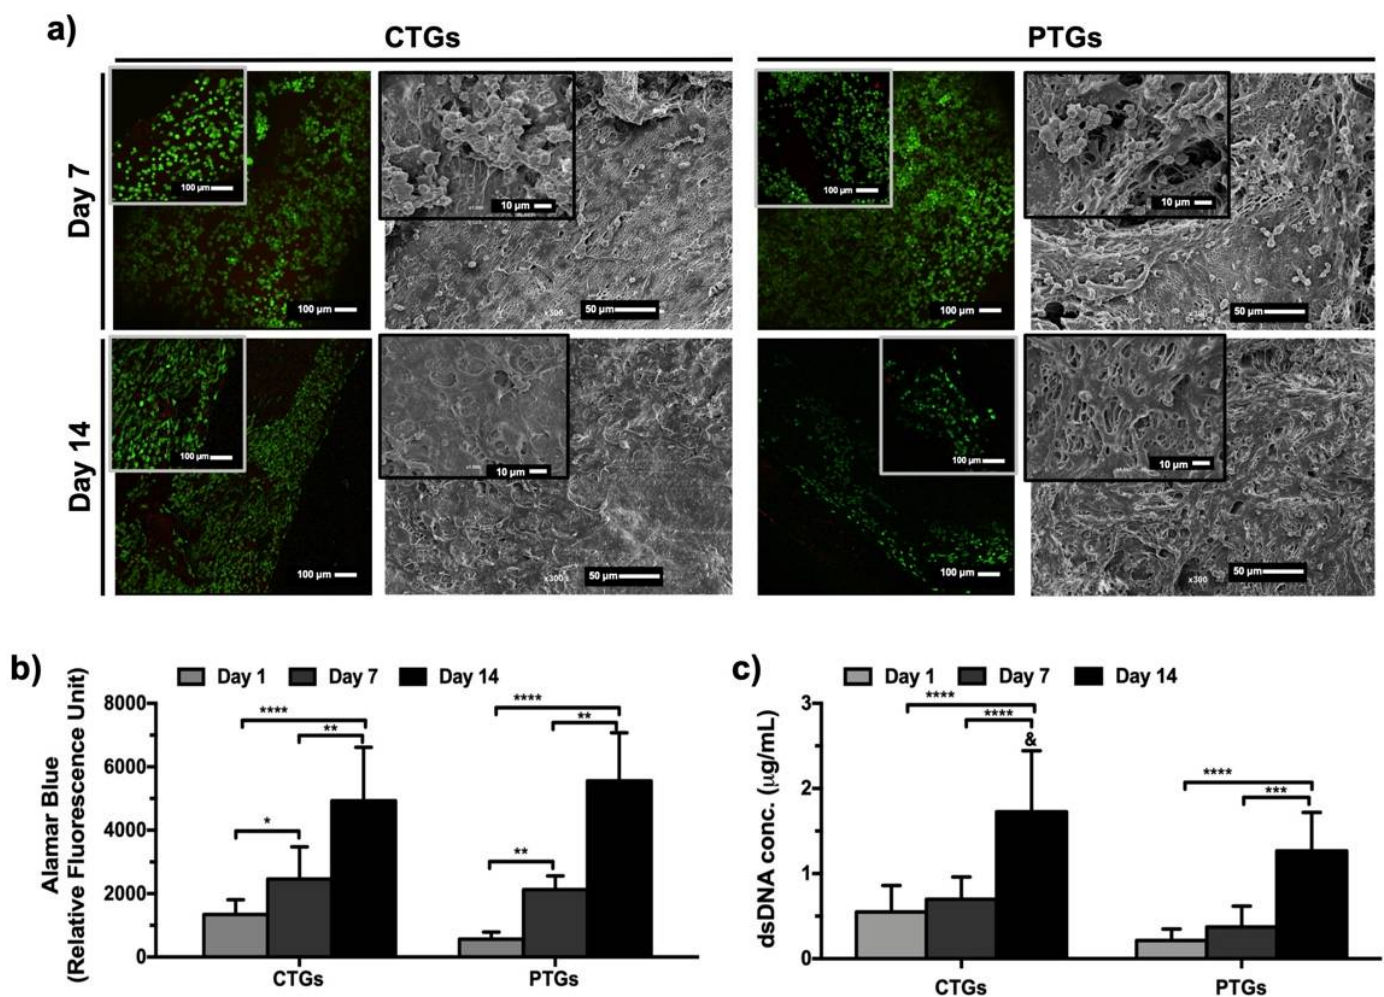 a)
CTGs
PTGs
Day 7
100 µm
100 µm
10 µm
x300
50 µm
100 µm
100 µm
10 µm
50 µm
Day 14
100 µm
100 µm
10 µm
x300
50 µm
100 µm
100 µm
10 µm
x300
50 µm
b)
Day 1 Day 7 Day 14
Alamar Blue
(Relative Fluorescence Unit)
8000
6000
4000
2000
0
****
**
*
****
**
**
CTGs
PTGs
c)
Day 1 Day 7 Day 14
dsDNA conc. (µg/mL)
3
2
1
0
****
****
&
****
***
CTGs
PTGs